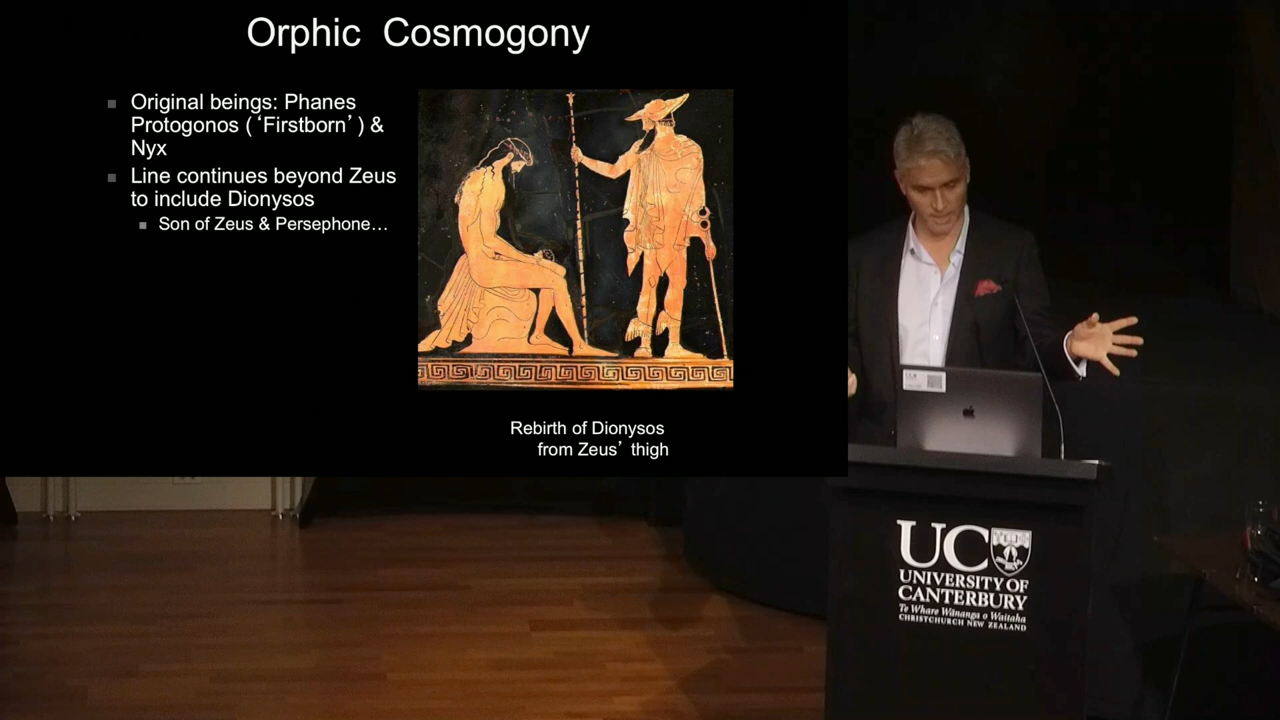 Orphic Cosmogony
Original beings: Phanes
Protogonos (‘Firstborn’) &
Nyx
Line continues beyond Zeus
to include Dionysos
Son of Zeus & Persephone…
Rebirth of Dionysos
from Zeus’ thigh
UC
UNIVERSITY OF
CANTERBURY
Te Whare Wānanga o Waitaha
CHRISTCHURCH NEW ZEALAND